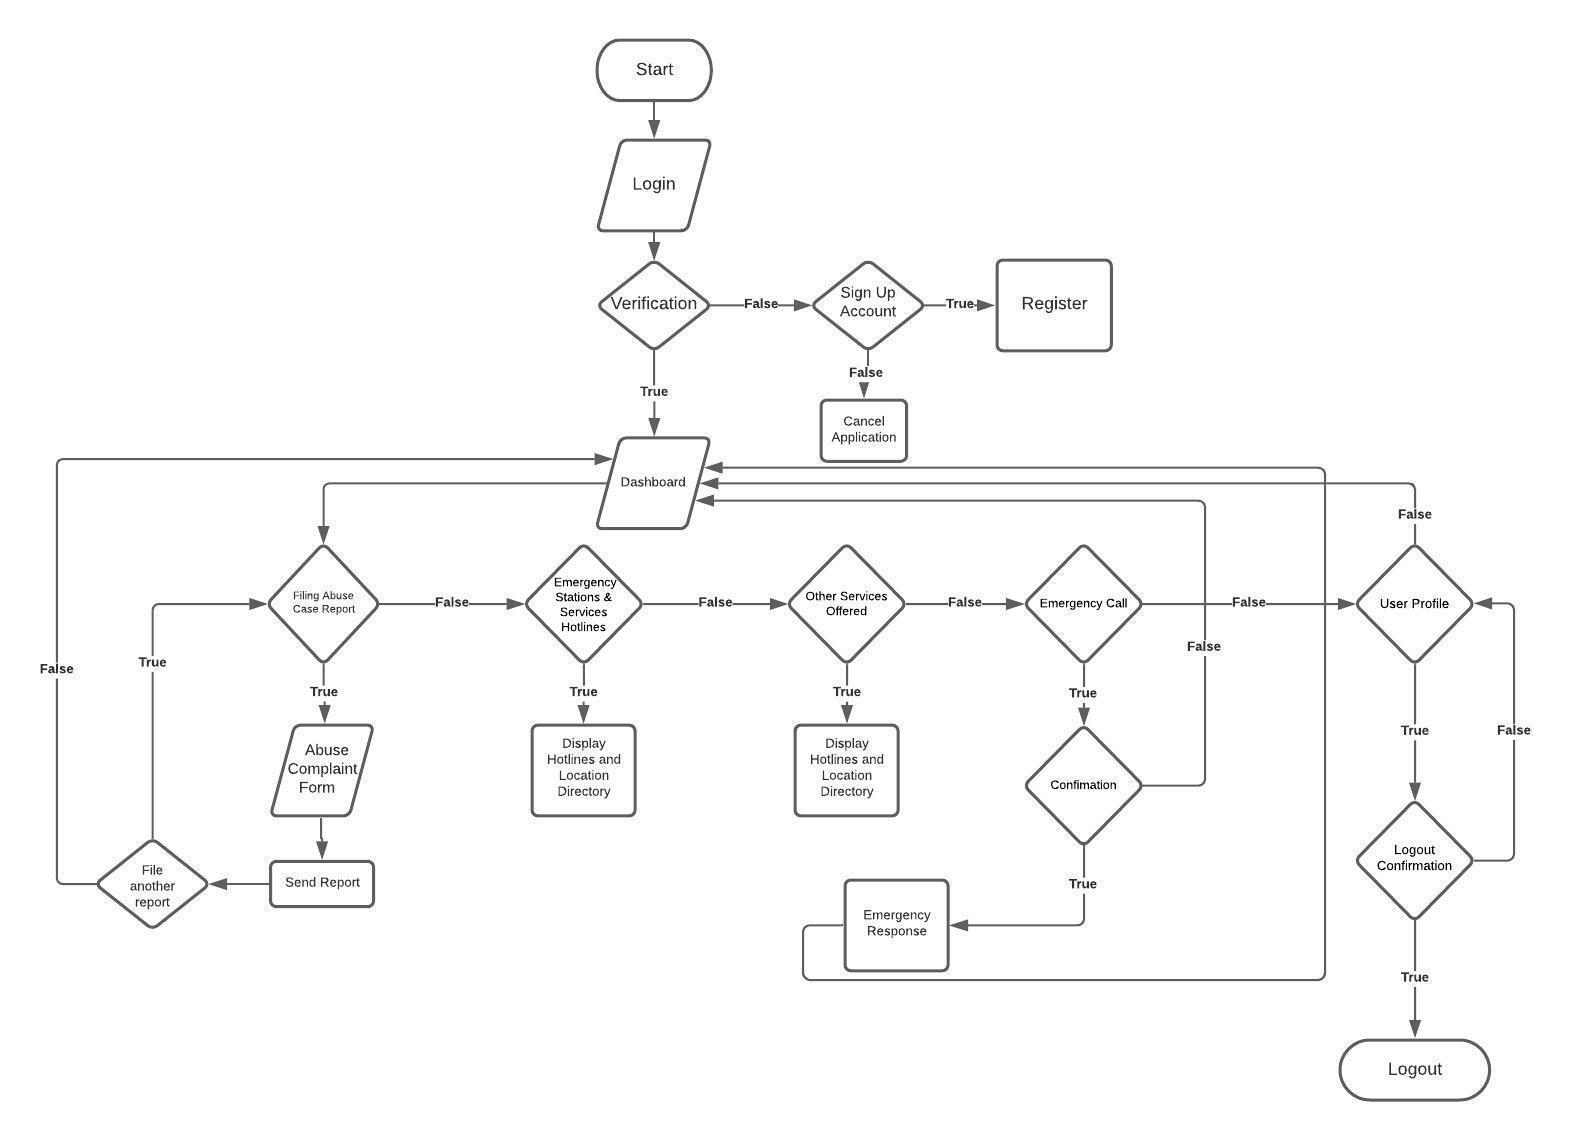 Start
Login
Verification
False
Sign Up
Account
True
Register
False
True
Cancel
Application
Dashboard
False
Filing Abuse
Case Report
False
Emergency
Stations &
Services
Hotlines
False
Other Services
Offered
False
Emergency Call
False
User Profile
False
True
False
True
True
True
True
True
False
Abuse
Complaint
Form
Display
Hotlines and
Location
Directory
Display
Hotlines and
Location
Directory
Confimation
Logout
Confirmation
File
another
report
Send Report
True
Emergency
Response
True
Logout